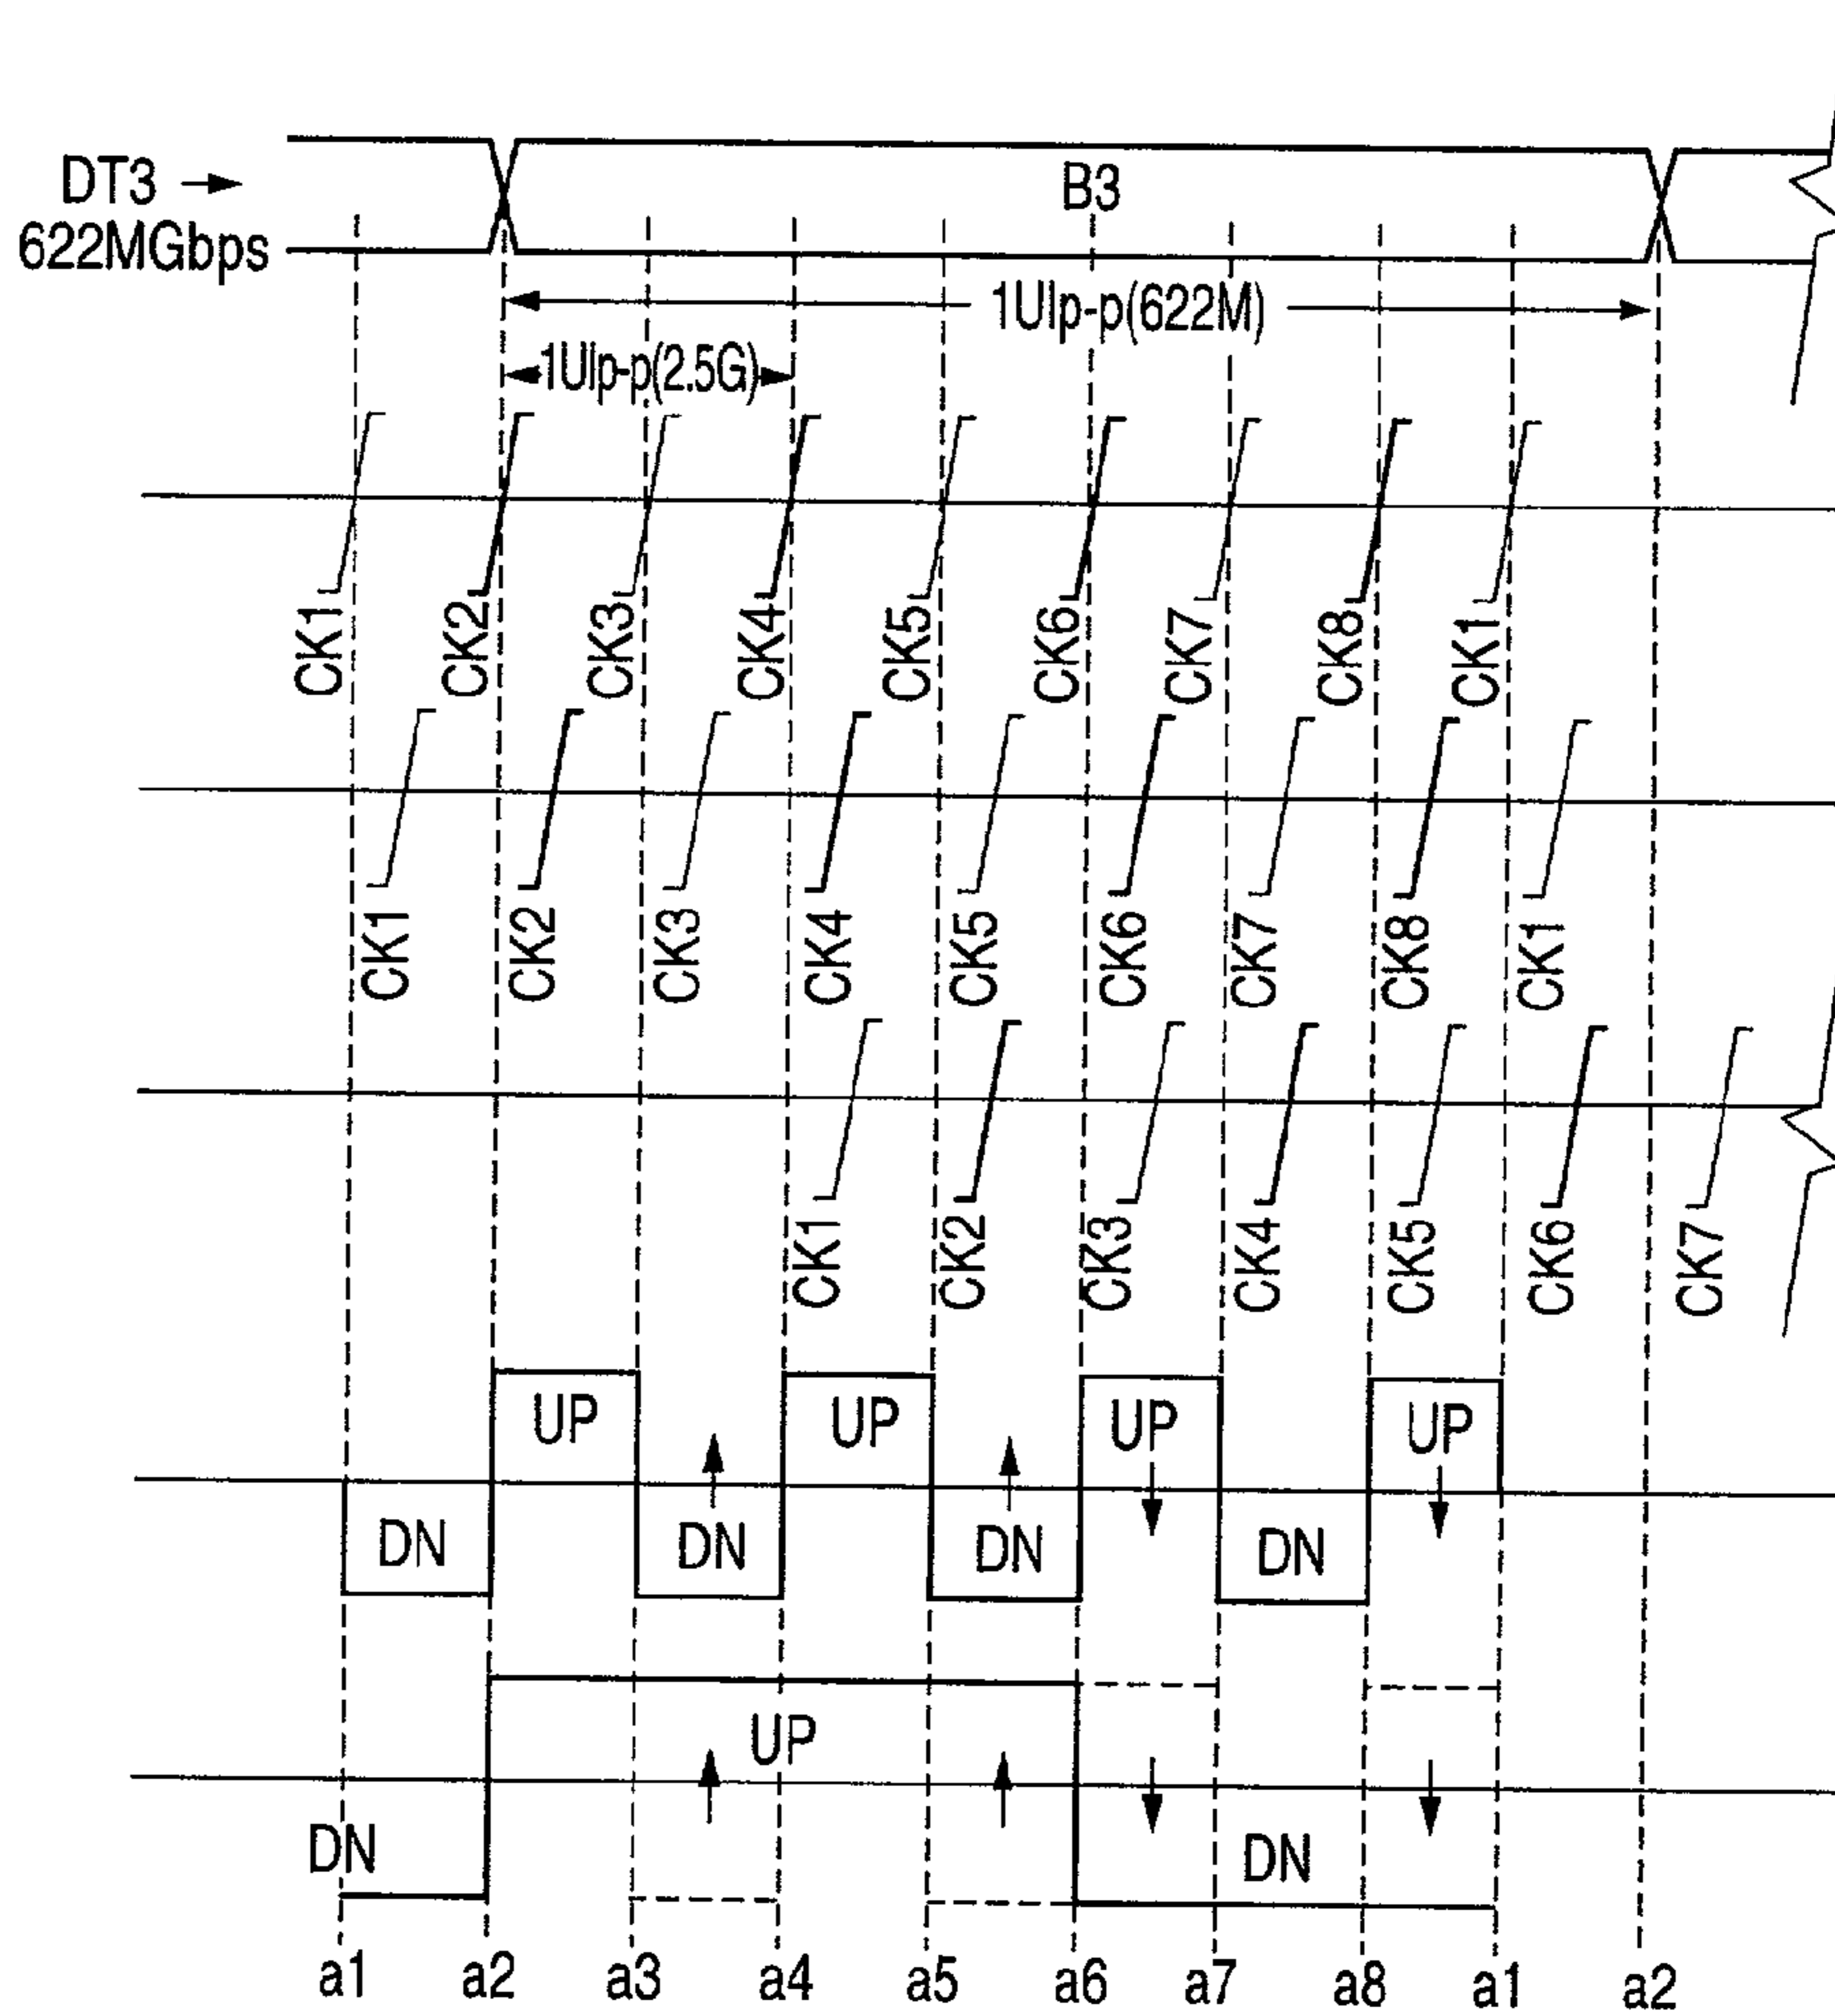 DT3
B3
622MGbps
1UIp-p(622M)
1UIp-p(2.5G)
CK1 CK2 CK3 CK4 CK5 CK6 CK7 CK8 CK1
CK1 CK2 CK3 CK4 CK5 CK6 CK7 CK8 CK1
CK1 CK2 CK3 CK4 CK5 CK6 CK7
UP UP UP UP
DN DN DN DN
UP
DN DN
a1 a2 a3 a4 a5 a6 a7 a8 a1 a2